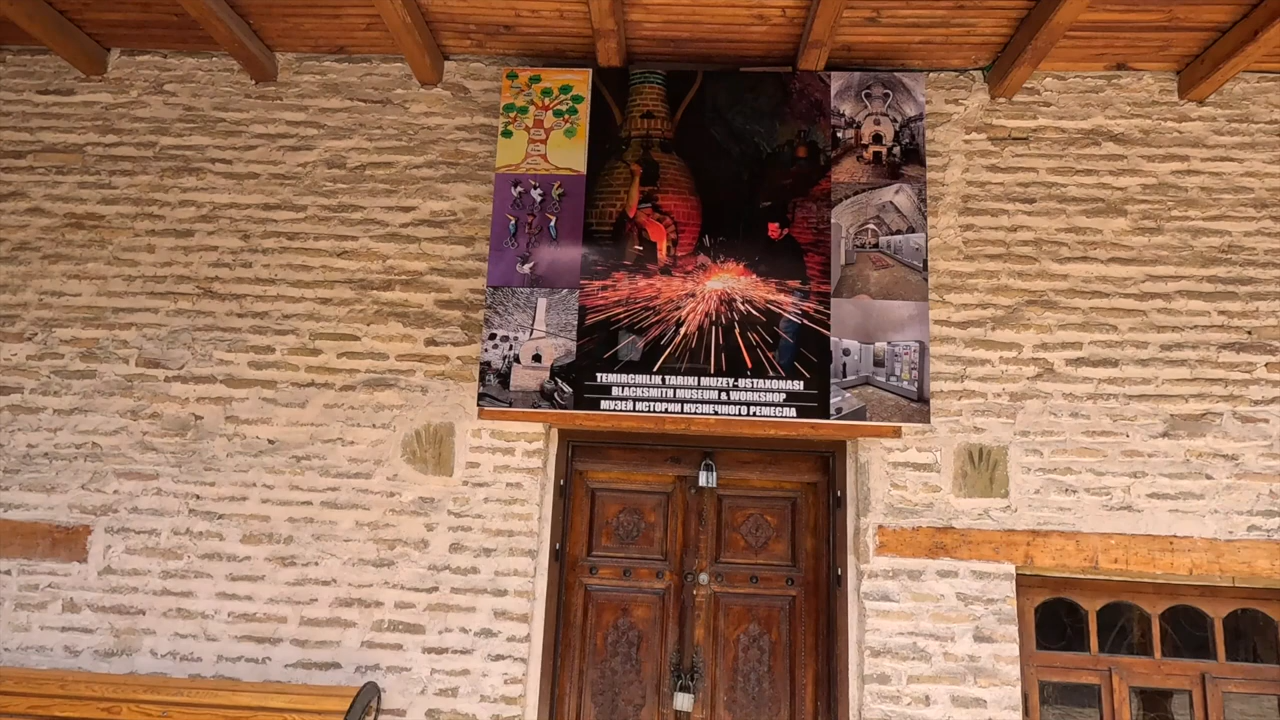 TEMIRCHILIK TARIXI MUZEY-USTAXONASI
BLACKSMITH MUSEUM & WORKSHOP
МУЗЕЙ ИСТОРИИ КУЗНЕЧНОГО РЕМЕСЛА